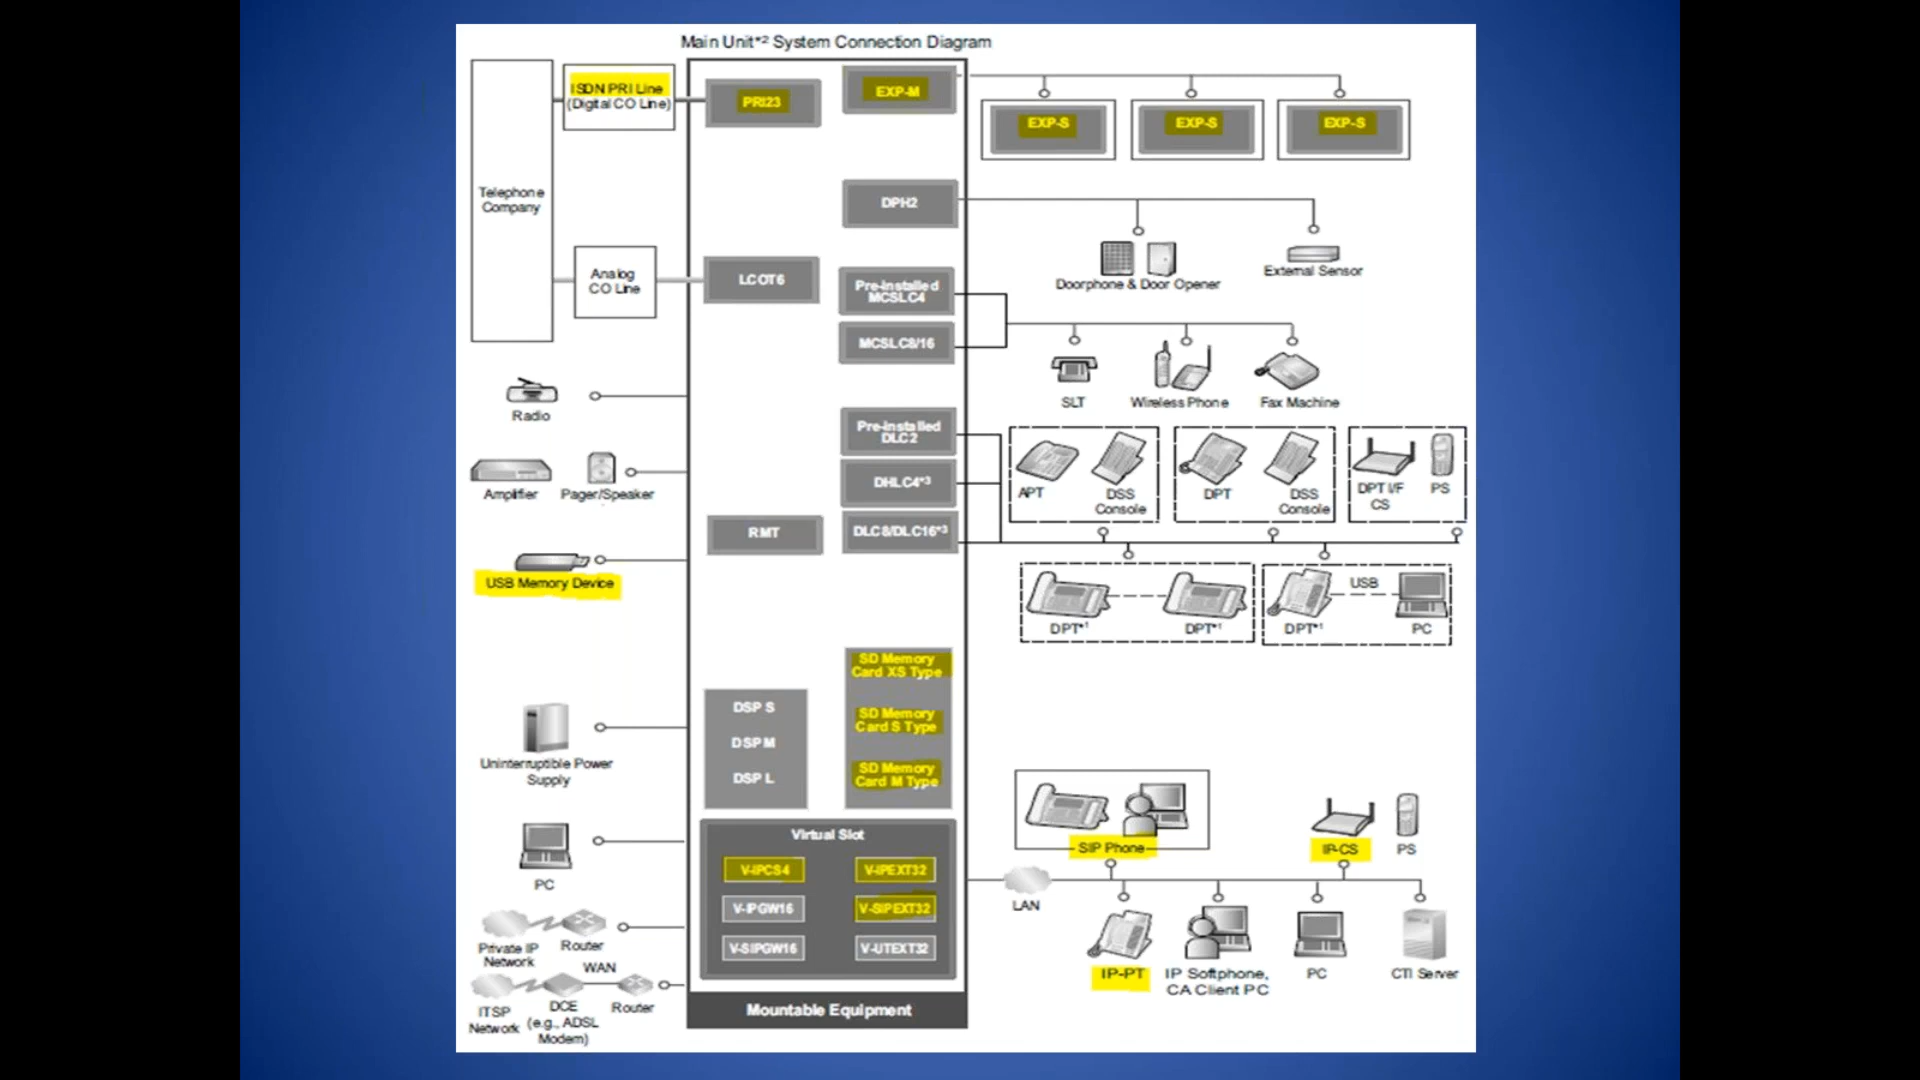 Main Unit*2 System Connection Diagram
ISDN PRI Line
(Digital CO Line)
PRI23
EXP-M
EXP-S
EXP-S
EXP-S
Telephone
Company
DPH2
Doorphone & Door Opener
External Sensor
Analog
CO Line
LCOT6
Pre-installed
MCSLC4
MCSLC8/16
SLT
Wireless Phone
Fax Machine
Radio
Pre-installed
DLC2
DHLC4*3
DLC8/DLC16*3
APT
DSS
Console
DPT
DSS
Console
DPT I/F
CS
PS
Amplifier
Pager/Speaker
RMT
USB Memory Device
DPT*1
DPT*1
DPT*1
USB
PC
SD Memory
Card XS Type
SD Memory
Card S Type
SD Memory
Card M Type
DSP S
DSP M
DSP L
Uninterruptible Power
Supply
PC
Virtual Slot
V-IPCS4
V-IPEXT32
V-IPGW16
V-SIPEXT32
V-SIPGW16
V-UTEXT32
SIP Phone
IP-CS
PS
LAN
IP-PT
IP Softphone,
CA Client PC
PC
CTI Server
Private IP
Network
Router
WAN
ITSP
Network
DCE
(e.g., ADSL
Modem)
Router
Mountable Equipment